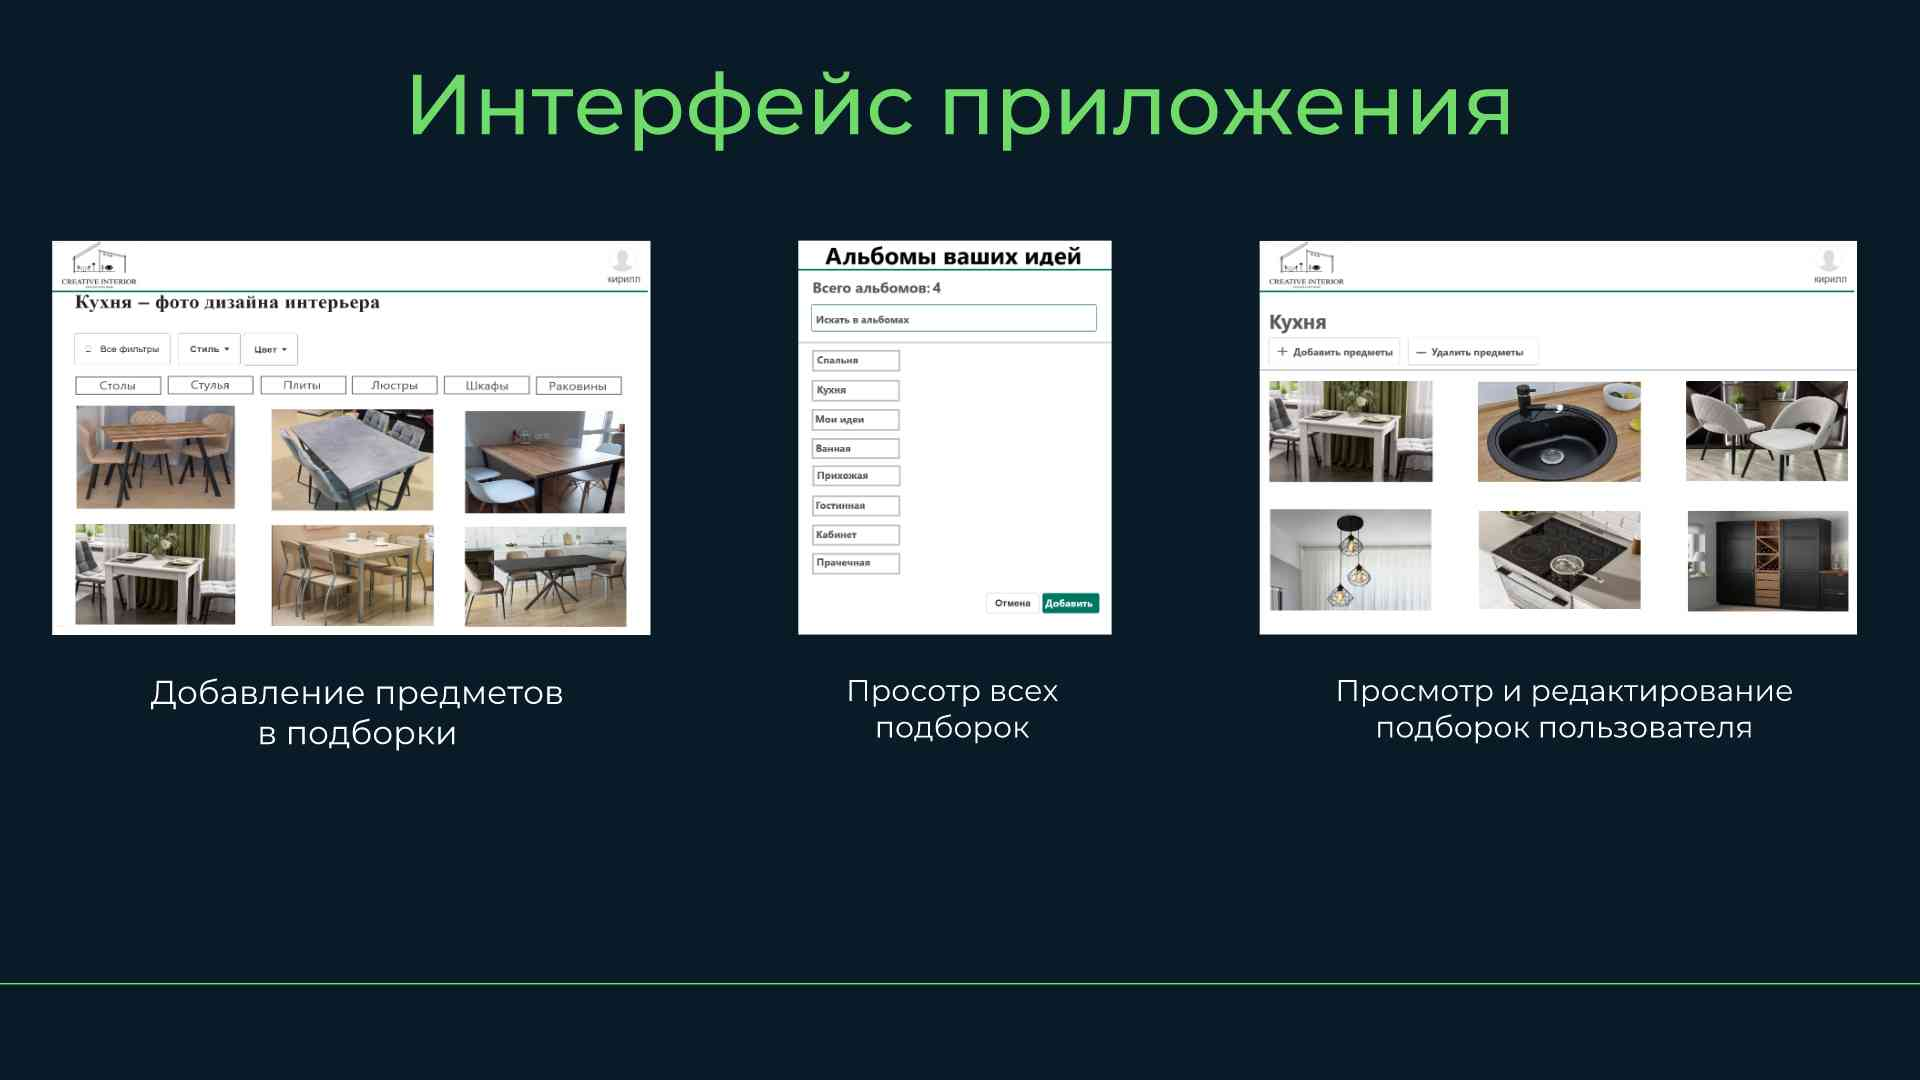 Интерфейс приложения
CREATIVE INTERIOR
кирилл
Кухня – фото дизайна интерьера
Все фильтры
Стиль
Цвет
Столы
Стулья
Плиты
Люстры
Шкафы
Раковины
Добавление предметов
в подборки
Альбомы ваших идей
Всего альбомов: 4
Искать в альбомах
Спальня
Кухня
Мои идеи
Ванная
Прихожая
Гостинная
Кабинет
Прачечная
Отмена
Добавить
Просотр всех
подборок
CREATIVE INTERIOR
кирилл
Кухня
+ Добавить предметы
— Удалить предметы
Просмотр и редактирование
подборок пользователя